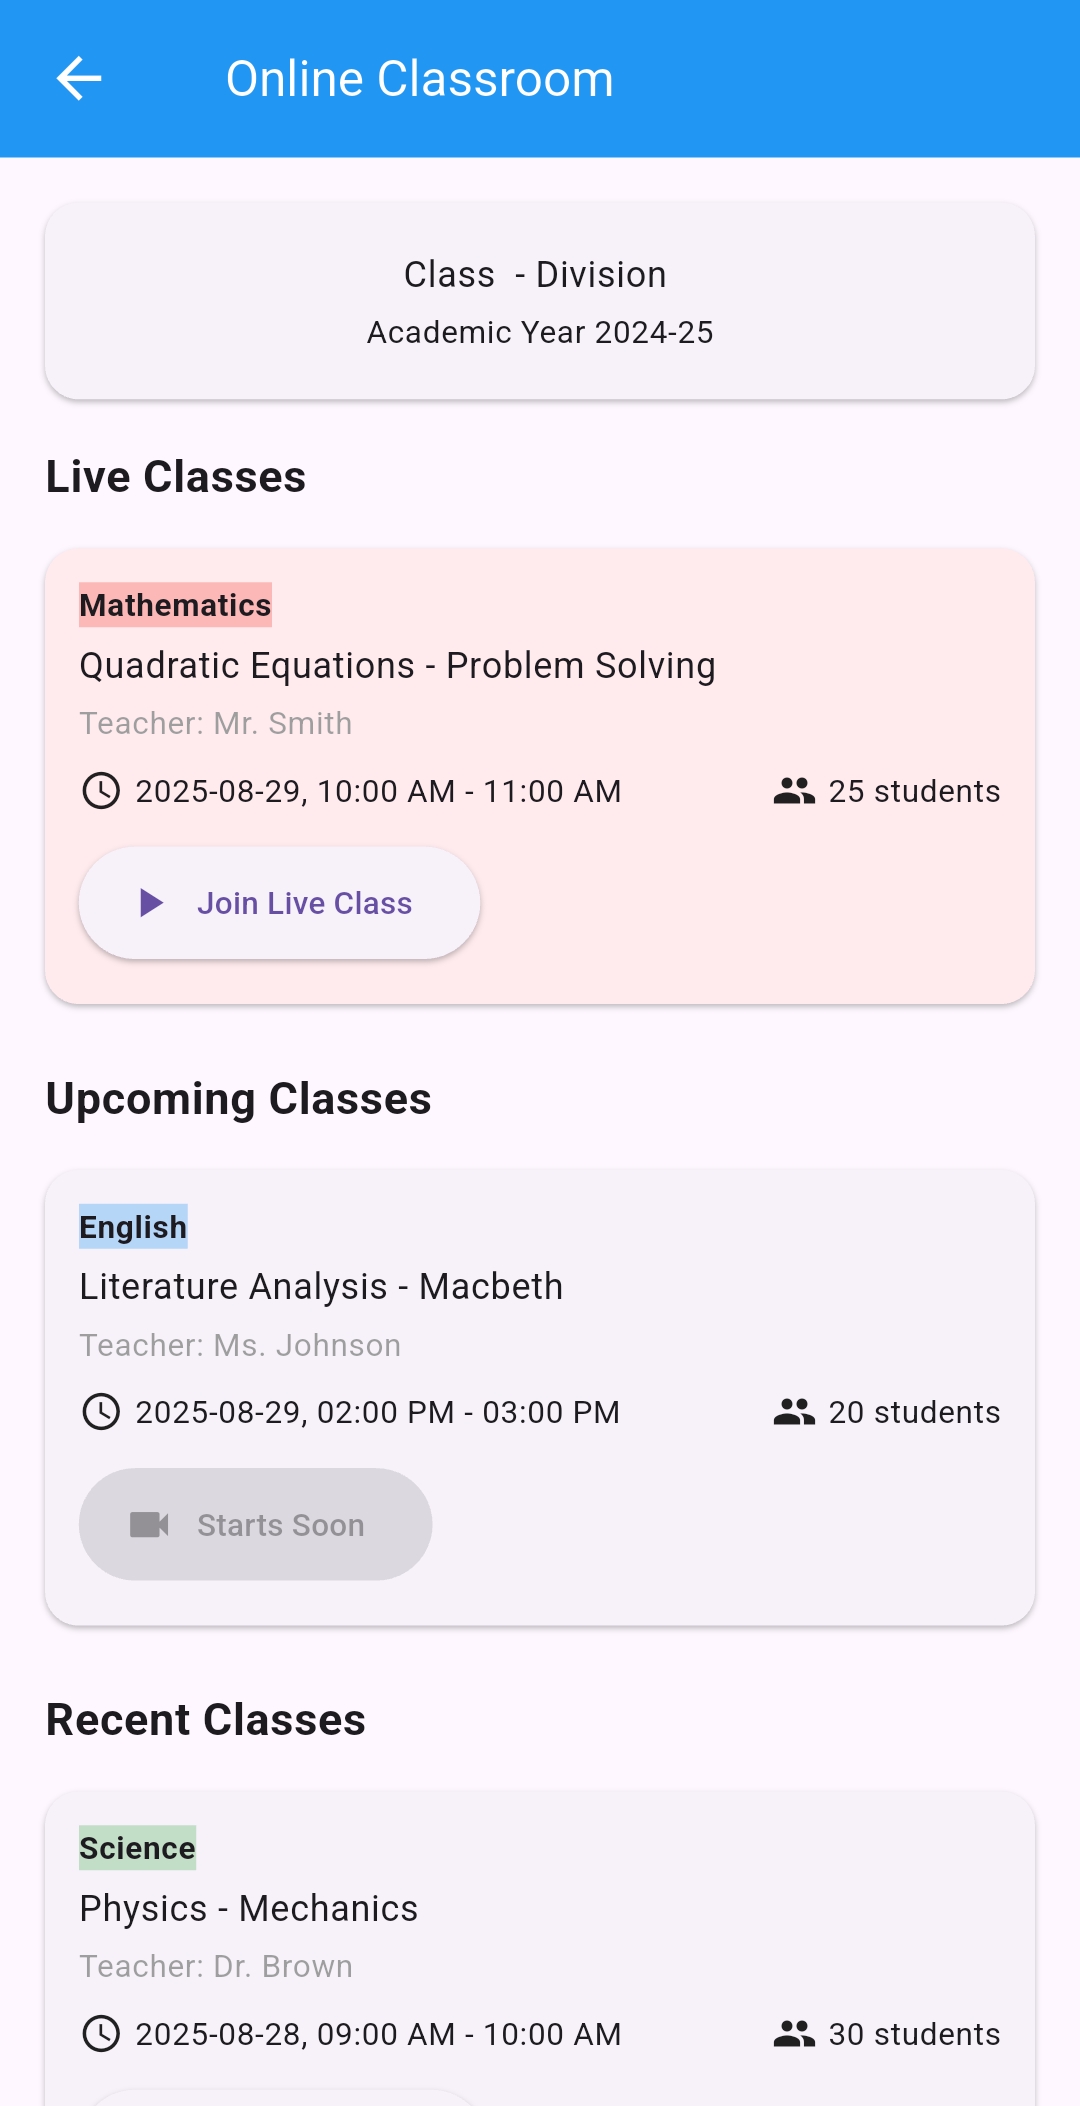 Online Classroom
Class  - Division
Academic Year 2024-25
Live Classes
Mathematics
Quadratic Equations - Problem Solving
Teacher: Mr. Smith
2025-08-29, 10:00 AM - 11:00 AM
25 students
Join Live Class
Upcoming Classes
English
Literature Analysis - Macbeth
Teacher: Ms. Johnson
2025-08-29, 02:00 PM - 03:00 PM
20 students
Starts Soon
Recent Classes
Science
Physics - Mechanics
Teacher: Dr. Brown
2025-08-28, 09:00 AM - 10:00 AM
30 students